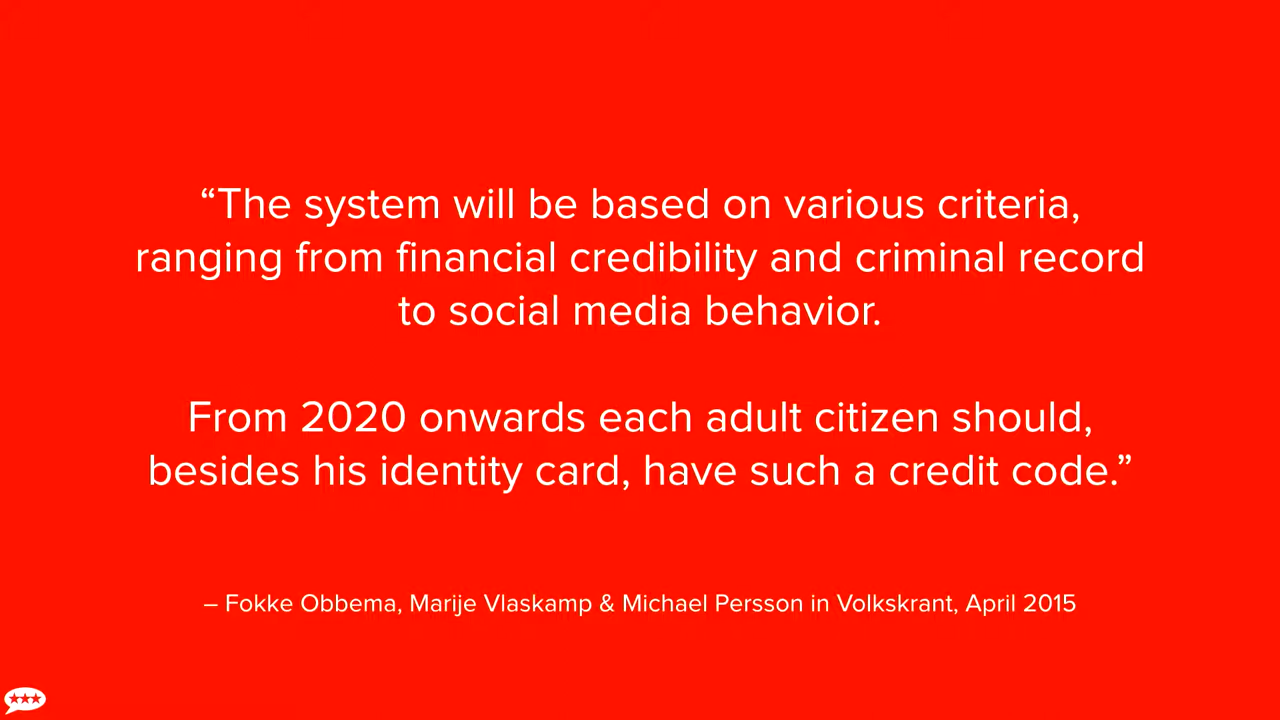 “The system will be based on various criteria,
ranging from financial credibility and criminal record
to social media behavior.
From 2020 onwards each adult citizen should,
besides his identity card, have such a credit code.”
– Fokke Obbema, Marije Vlaskamp & Michael Persson in Volkskrant, April 2015